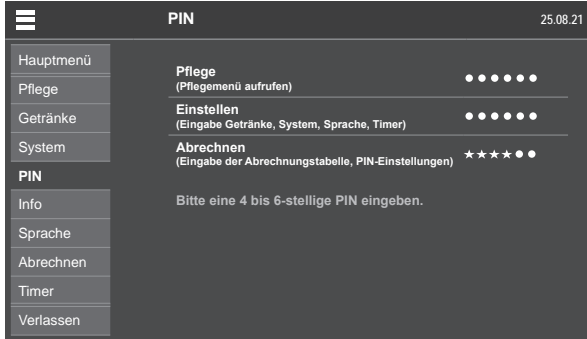 PIN
25.08.21
Hauptmenü
Pflege
Getränke
System
PIN
Info
Sprache
Abrechnen
Timer
Verlassen
Pflege
(Pflegemenü aufrufen)
●●●●●●
Einstellen
(Eingabe Getränke, System, Sprache, Timer)
●●●●●●
Abrechnen
(Eingabe der Abrechnungstabelle, PIN-Einstellungen)
★★★★●●
Bitte eine 4 bis 6-stellige PIN eingeben.